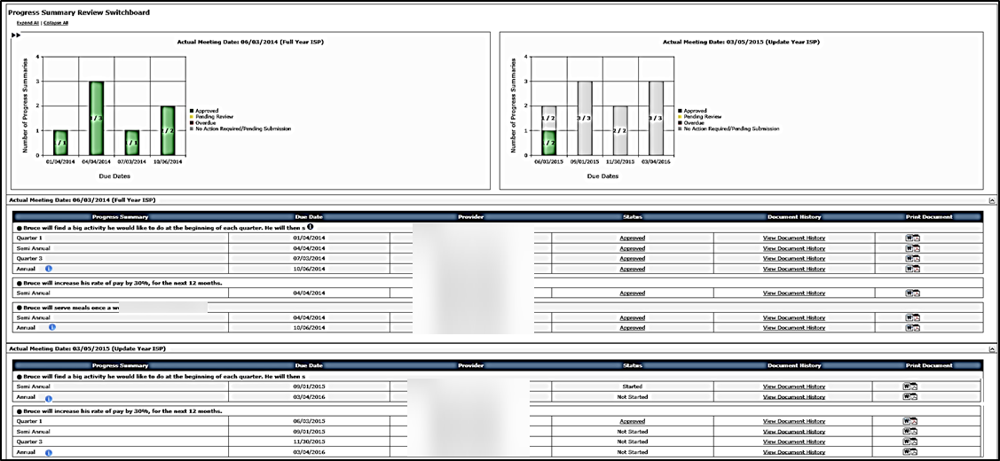 Progress Summary Review Switchboard
Expand All | Collapse All
Actual Meeting Date: 06/03/2014 (Full Year ISP)
Number of Progress Summaries
4
3
2
1
0
1 / 1
3 / 3
1 / 1
2 / 2
01/04/2014 04/04/2014 07/03/2014 10/06/2014
Due Dates
Approved
Pending Review
Overdue
No Action Required/Pending Submission
Actual Meeting Date: 03/05/2015 (Update Year ISP)
Number of Progress Summaries
4
3
2
1
0
1 / 2
1 / 2
3 / 3
2 / 2
3 / 3
06/03/2015 09/01/2015 11/30/2015 03/04/2016
Due Dates
Approved
Pending Review
Overdue
No Action Required/Pending Submission
Actual Meeting Date: 06/03/2014 (Full Year ISP)
Progress Summary Due Date Provider Status Document History Print Document
Bruce will find a big activity he would like to do at the beginning of each quarter. He will then s
Quarter 1 01/04/2014 Approved View Document History
Semi Annual 04/04/2014 Approved View Document History
Quarter 3 07/03/2014 Approved View Document History
Annual 10/06/2014 Approved View Document History
Bruce will increase his rate of pay by 30%, for the next 12 months.
Semi Annual 04/04/2014 Approved View Document History
Bruce will serve meals once a we
Semi Annual 04/04/2014 Approved View Document History
Annual 10/06/2014 Approved View Document History
Actual Meeting Date: 03/05/2015 (Update Year ISP)
Progress Summary Due Date Provider Status Document History Print Document
Bruce will find a big activity he would like to do at the beginning of each quarter. He will then s
Semi Annual 09/01/2015 Started View Document History
Annual 03/04/2016 Not Started View Document History
Bruce will increase his rate of pay by 30%, for the next 12 months.
Quarter 1 06/03/2015 Approved View Document History
Semi Annual 09/01/2015 Not Started View Document History
Quarter 3 11/30/2015 Not Started View Document History
Annual 03/04/2016 Not Started View Document History